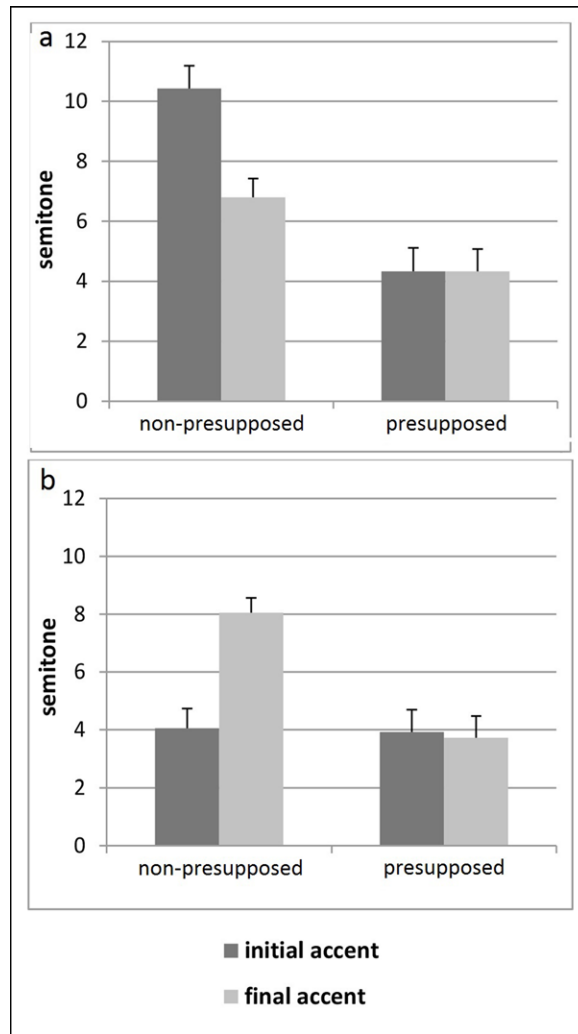 a
12
10
8
6
4
2
0
semitone
non-presupposed presupposed
b
12
10
8
6
4
2
0
semitone
non-presupposed presupposed
initial accent
final accent